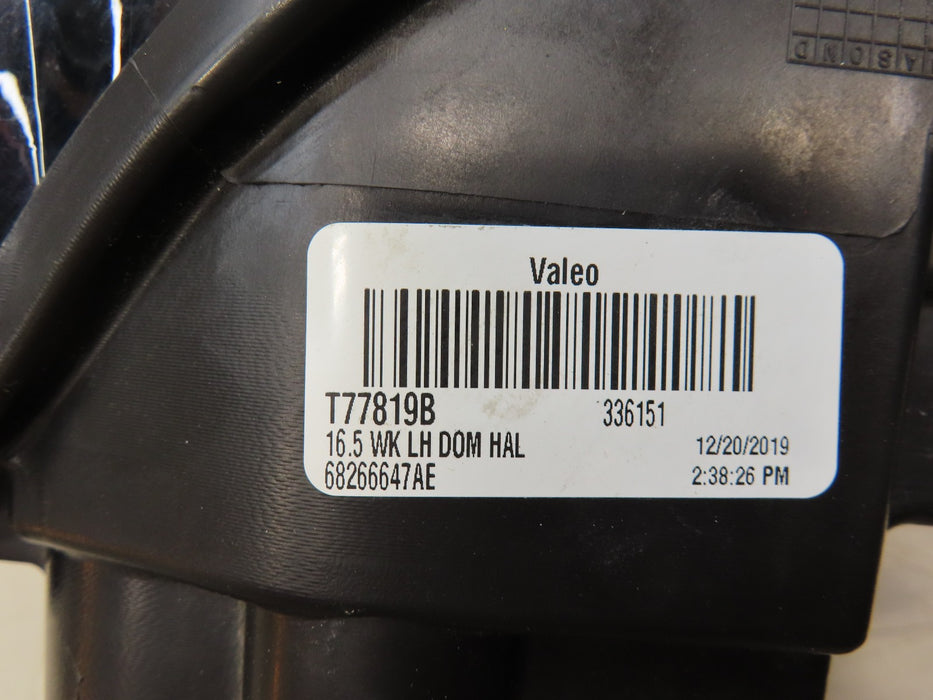 J A S O N D
Valeo
T77819B 336151
16.5 WK LH DOM HAL 12/20/2019
68266647AE 2:38:26 PM